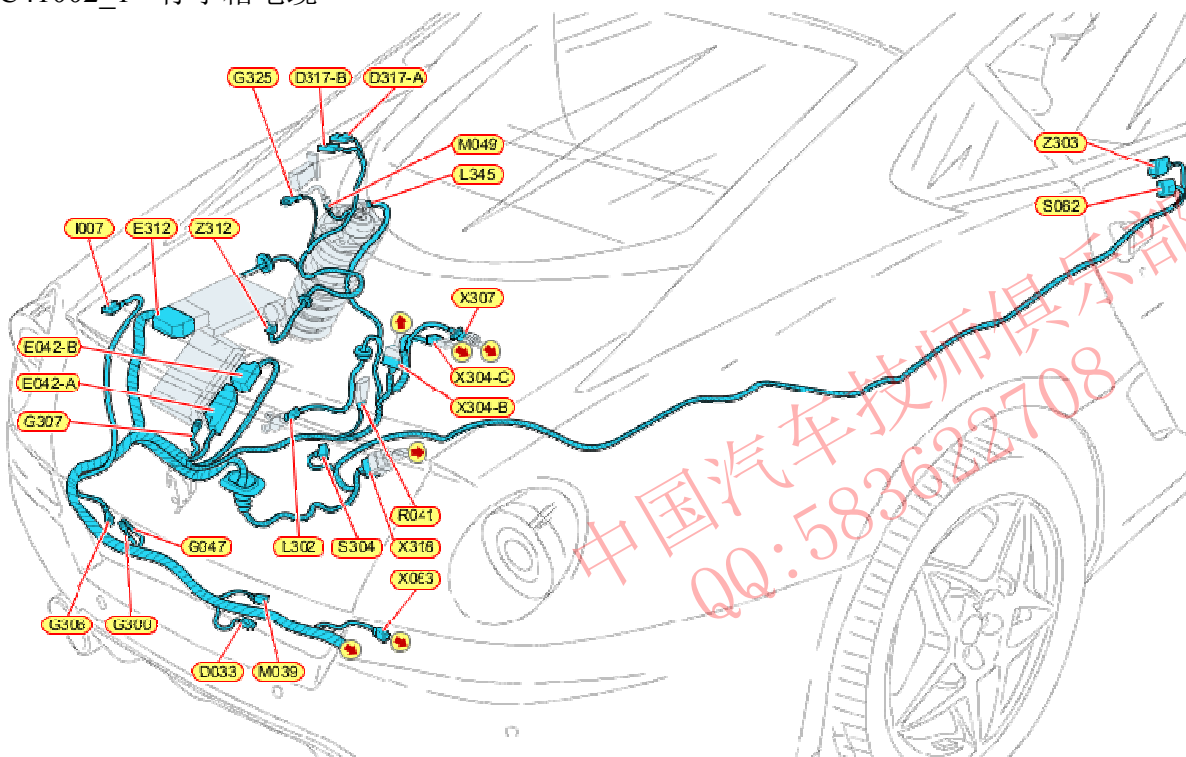 G325 D317-B D317-A
M049
L345
Z303
S062
I007 E312 Z312
X307
E042-B
E042-A
X304-C
X304-B
G307
R041
G047 L302 S304 X318
X063
G308 G300
D033 M039
中国汽车技师俱乐部
QQ:583622708